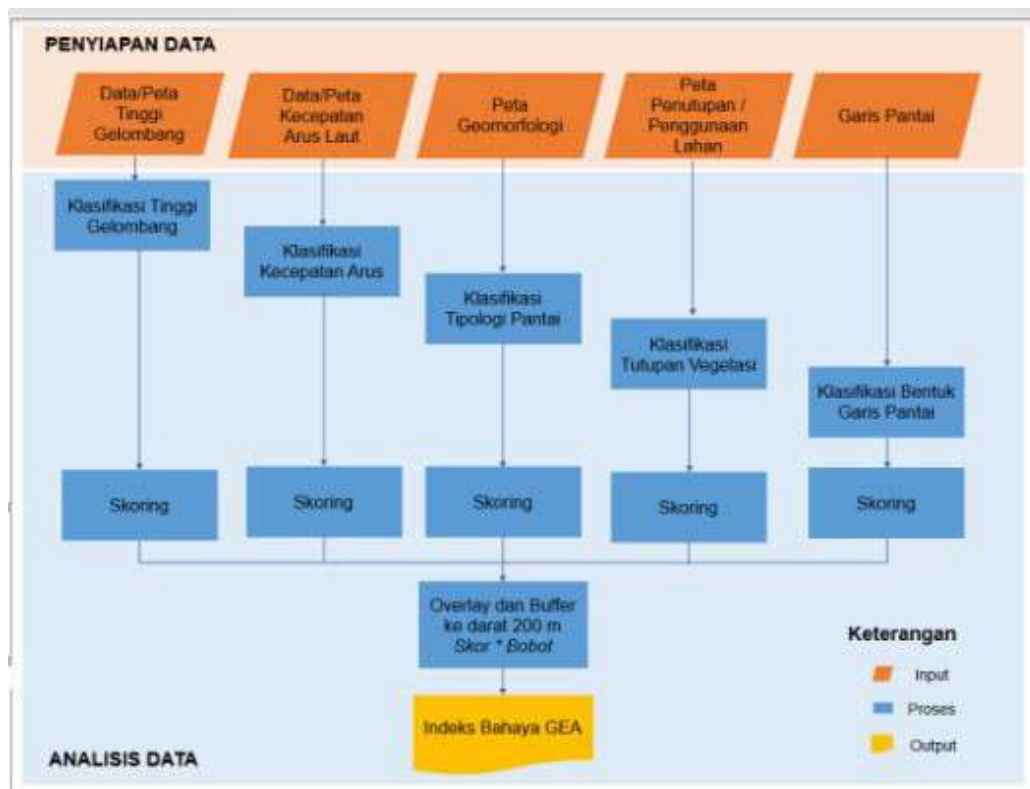 PENYIAPAN DATA
Data/Peta
Tinggi
Gelombang
Data/Peta
Kecepatan
Arus Laut
Peta
Geomorfologi
Peta
Penutupan /
Penggunaan
Lahan
Garis Pantai
Klasifikasi Tinggi
Gelombang
Klasifikasi
Kecepatan Arus
Klasifikasi
Tipologi Pantai
Klasifikasi
Tutupan Vegetasi
Klasifikasi Bentuk
Garis Pantai
Skoring
Skoring
Skoring
Skoring
Skoring
Overlay dan Buffer
ke darat 200 m
Skor * Bobot
Indeks Bahaya GEA
Keterangan
Input
Proses
Output
ANALISIS DATA